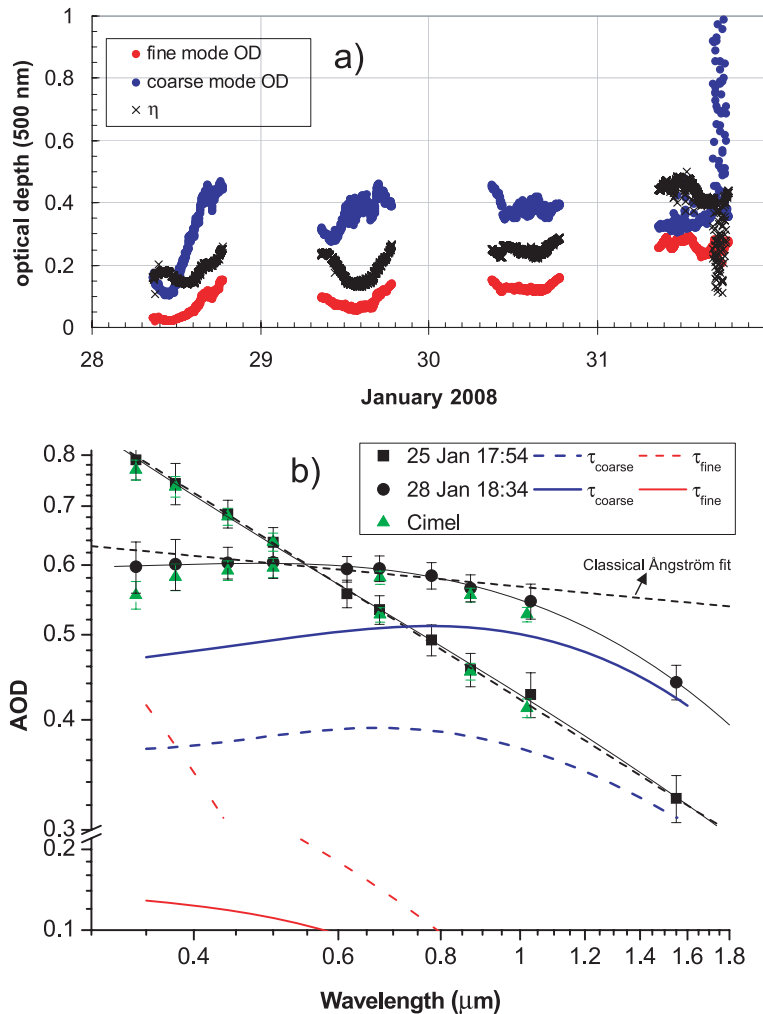 a)
fine mode OD
coarse mode OD
η
optical depth (500 nm)
1
0.8
0.6
0.4
0.2
0
28
29
30
31
January 2008
b)
25 Jan 17:54
τcoarse
τfine
28 Jan 18:34
τcoarse
τfine
Cimel
Classical Ångström fit
AOD
0.8
0.7
0.6
0.5
0.4
0.3
0.2
0.1
0.4
0.6
0.8
1
1.2
1.4
1.6
1.8
Wavelength (μm)